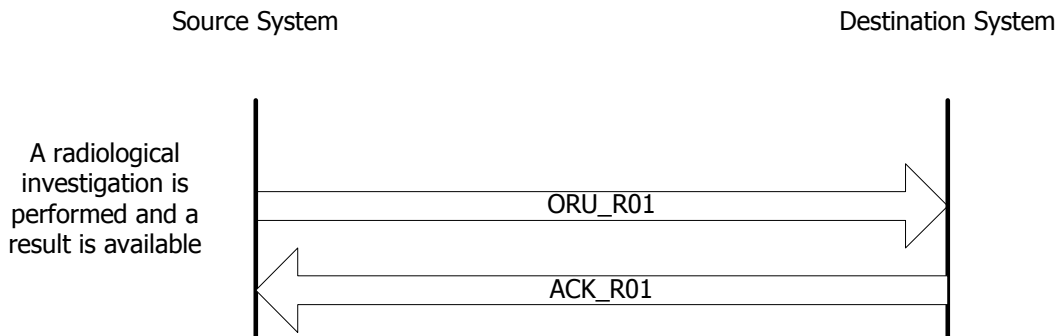 Source System
Destination System
A radiological
investigation is
performed and a
result is available
ORU_R01
ACK_R01